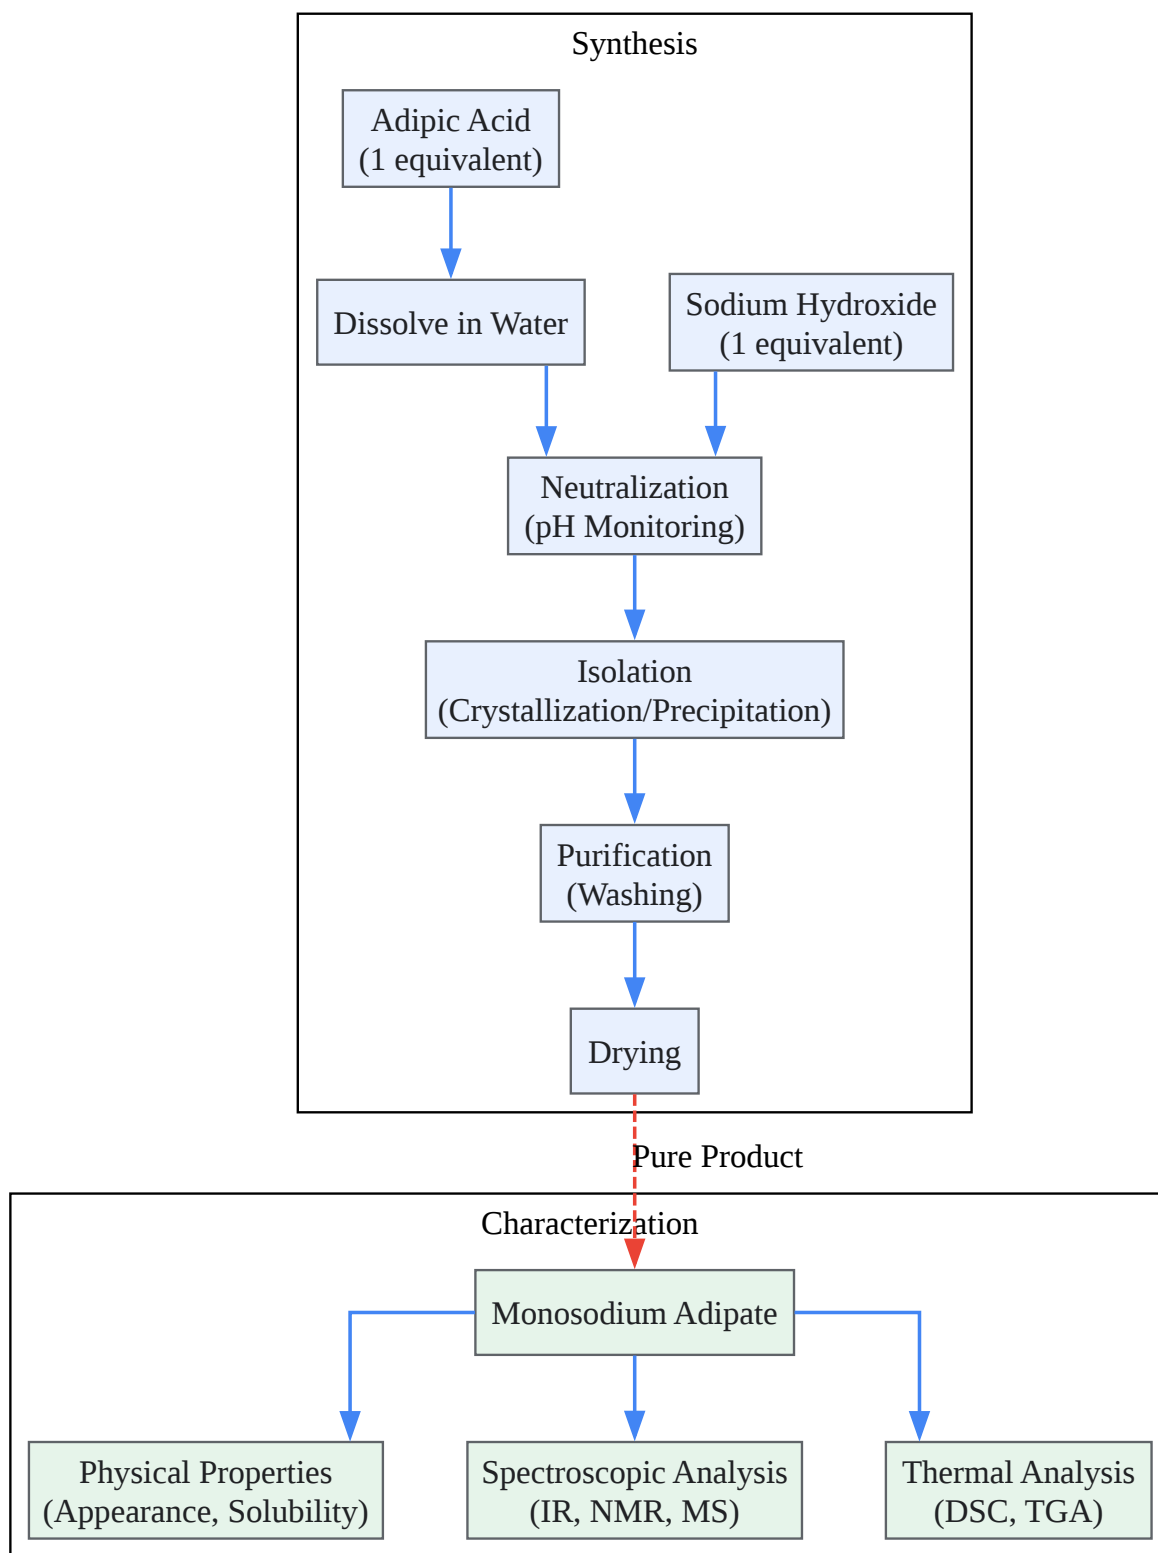 Synthesis
Adipic Acid
(1 equivalent)
Dissolve in Water
Sodium Hydroxide
(1 equivalent)
Neutralization
(pH Monitoring)
Isolation
(Crystallization/Precipitation)
Purification
(Washing)
Drying
Pure Product
Characterization
Monosodium Adipate
Physical Properties
(Appearance, Solubility)
Spectroscopic Analysis
(IR, NMR, MS)
Thermal Analysis
(DSC, TGA)